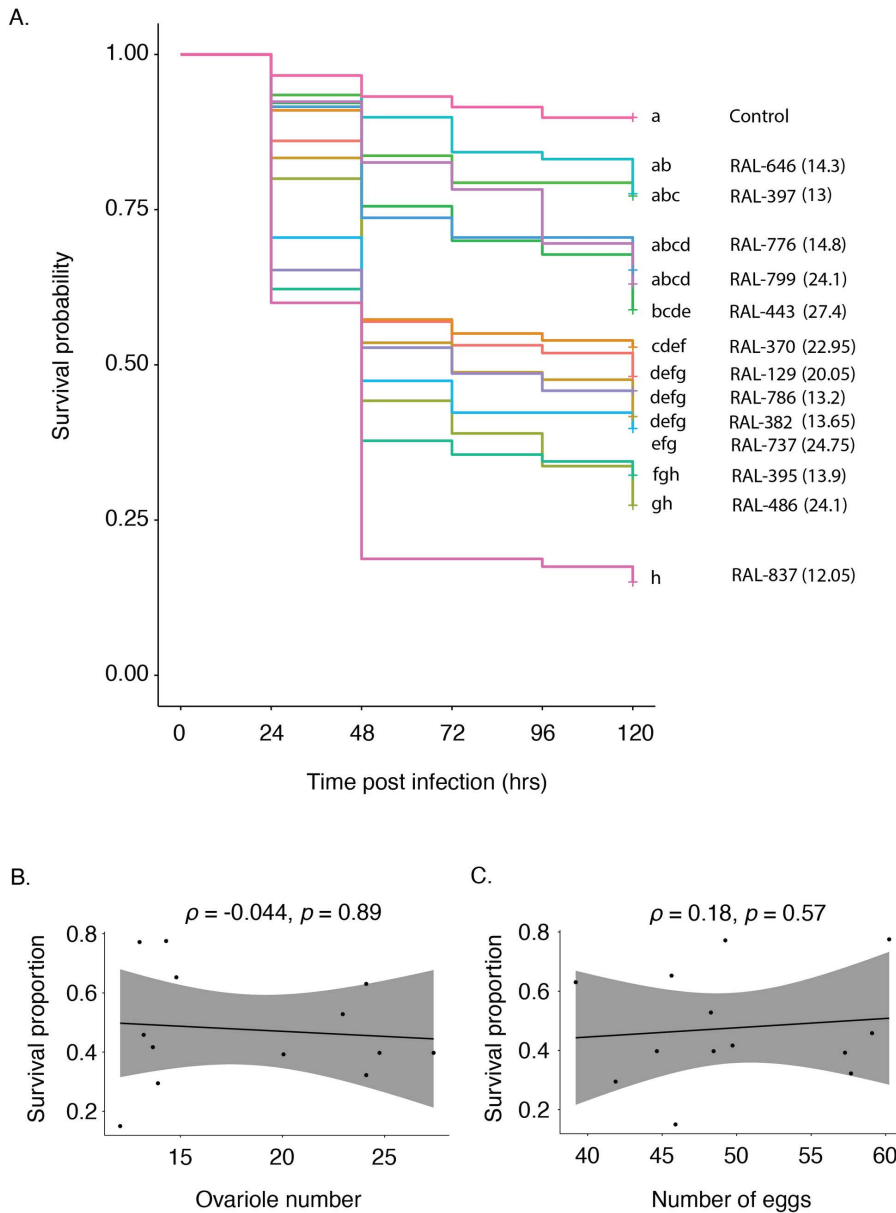 A.
1.00
0.75
0.50
0.25
0.00
Survival probability
0 24 48 72 96 120
Time post infection (hrs)
a Control
ab RAL-646 (14.3)
abc RAL-397 (13)
abcd RAL-776 (14.8)
abcd RAL-799 (24.1)
bcde RAL-443 (27.4)
cdef RAL-370 (22.95)
defg RAL-129 (20.05)
defg RAL-786 (13.2)
defg RAL-382 (13.65)
efg RAL-737 (24.75)
fgh RAL-395 (13.9)
gh RAL-486 (24.1)
h RAL-837 (12.05)
B.
ρ = -0.044, p = 0.89
0.8
0.6
0.4
0.2
Survival proportion
15 20 25
Ovariole number
C.
ρ = 0.18, p = 0.57
0.8
0.6
0.4
0.2
Survival proportion
40 45 50 55 60
Number of eggs